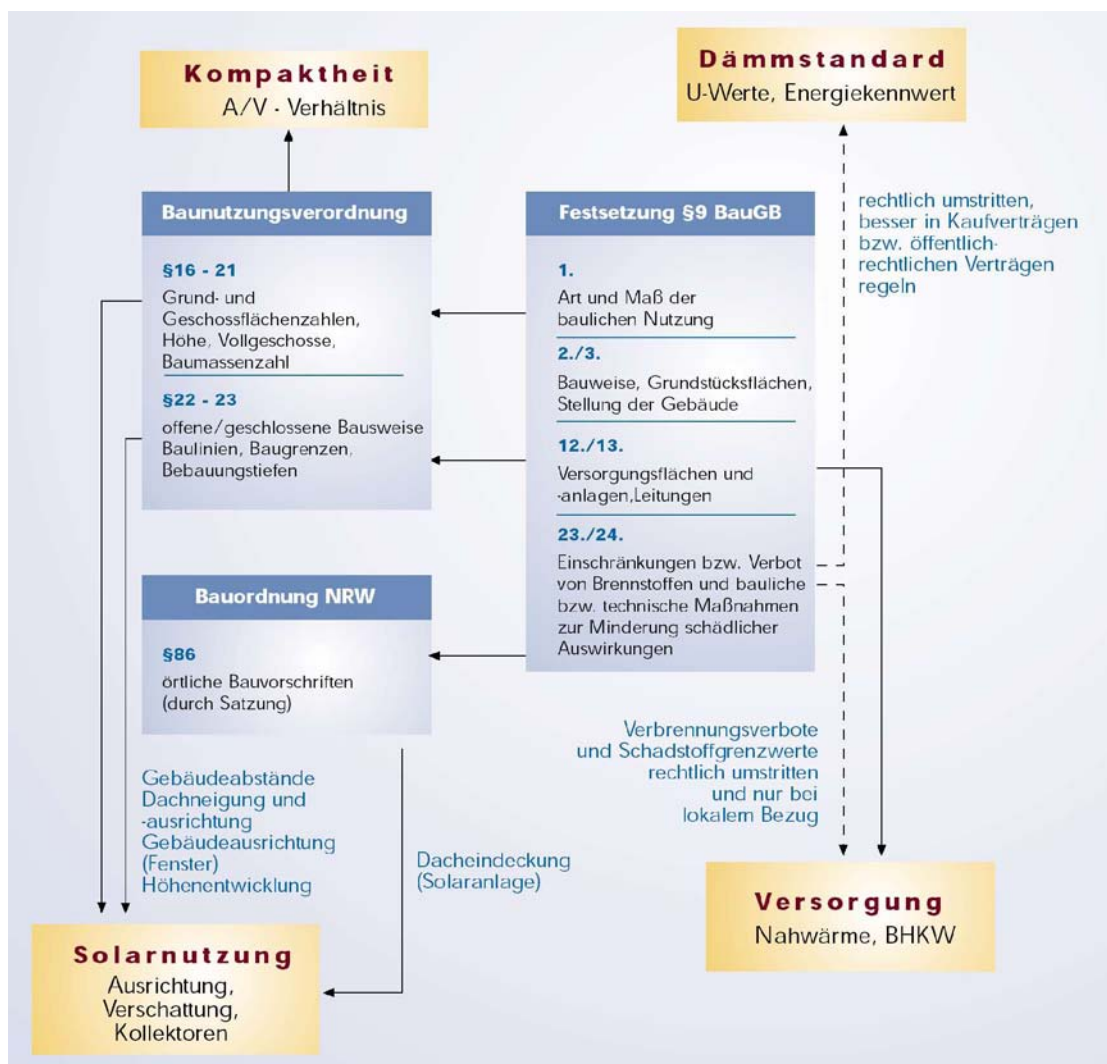 Kompaktheit
A/V - Verhältnis
Dämmstandard
U-Werte, Energiekennwert
Baunutzungsverordnung
§16 - 21
Grund- und
Geschossflächenzahlen,
Höhe, Vollgeschosse,
Baumassenzahl
§22 - 23
offene/geschlossene Bausweise
Baulinien, Baugrenzen,
Bebauungstiefen
Festsetzung §9 BauGB
1.
Art und Maß der
baulichen Nutzung
2./3.
Bauweise, Grundstücksflächen,
Stellung der Gebäude
12./13.
Versorgungsflächen und
-anlagen,Leitungen
23./24.
Einschränkungen bzw. Verbot
von Brennstoffen und bauliche
bzw. technische Maßnahmen
zur Minderung schädlicher
Auswirkungen
rechtlich umstritten,
besser in Kaufverträgen
bzw. öffentlich-
rechtlichen Verträgen
regeln
Bauordnung NRW
§86
örtliche Bauvorschriften
(durch Satzung)
Gebäudeabstände
Dachneigung und
-ausrichtung
Gebäudeausrichtung
(Fenster)
Höhenentwicklung
Dacheindeckung
(Solaranlage)
Verbrennungsverbote
und Schadstoffgrenzwerte
rechtlich umstritten
und nur bei
lokalem Bezug
Solarnutzung
Ausrichtung,
Verschattung,
Kollektoren
Versorgung
Nahwärme, BHKW